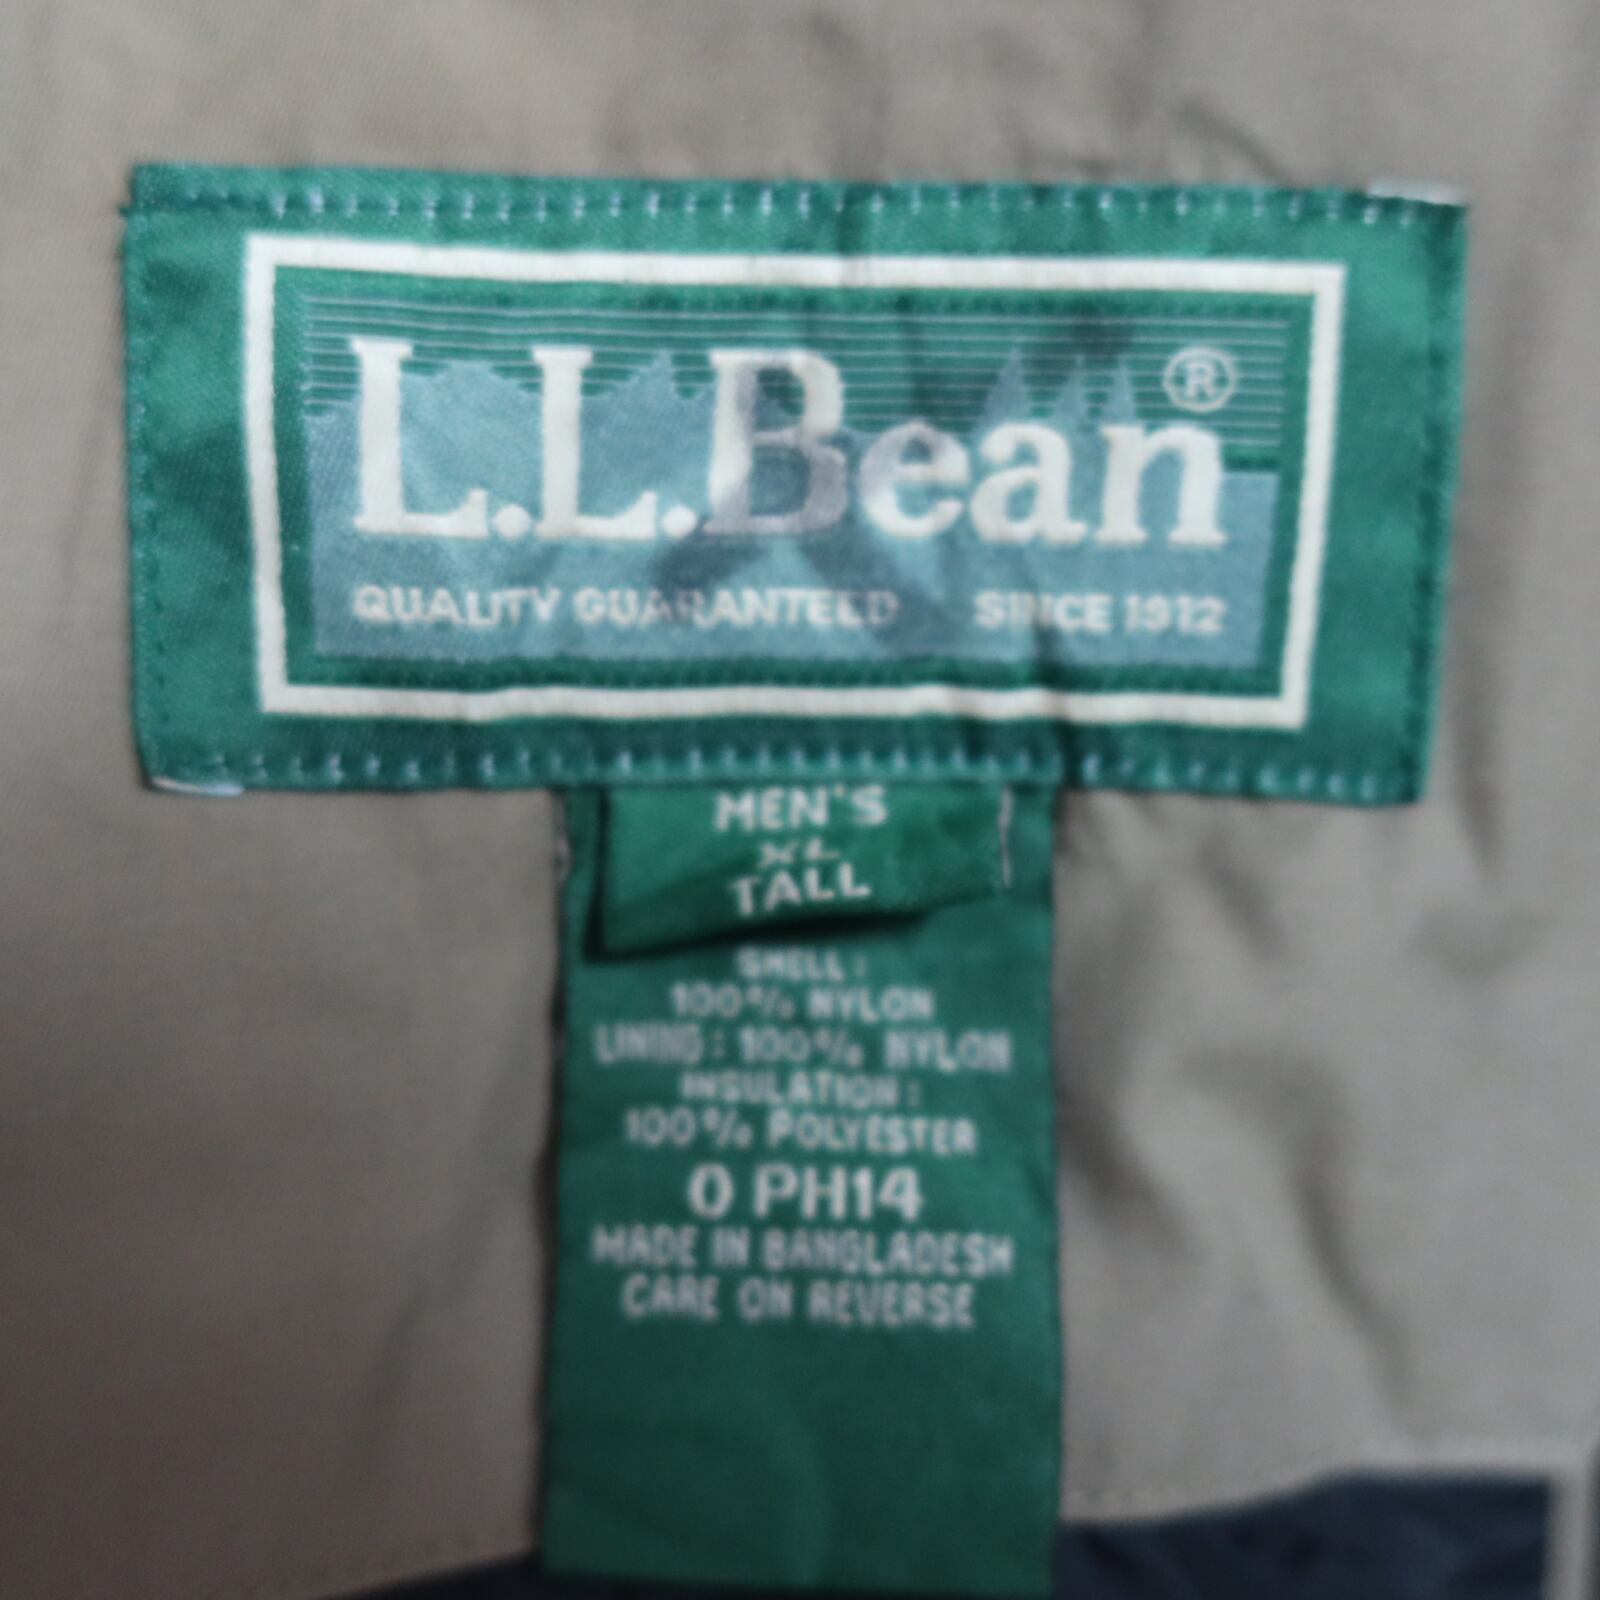 L.L.Bean®
QUALITY GUARANTEED SINCE 1912
MEN'S
XL
TALL
SHELL:
100% NYLON
LINING: 100% NYLON
INSULATION:
100% POLYESTER
0 PH14
MADE IN BANGLADESH
CARE ON REVERSE